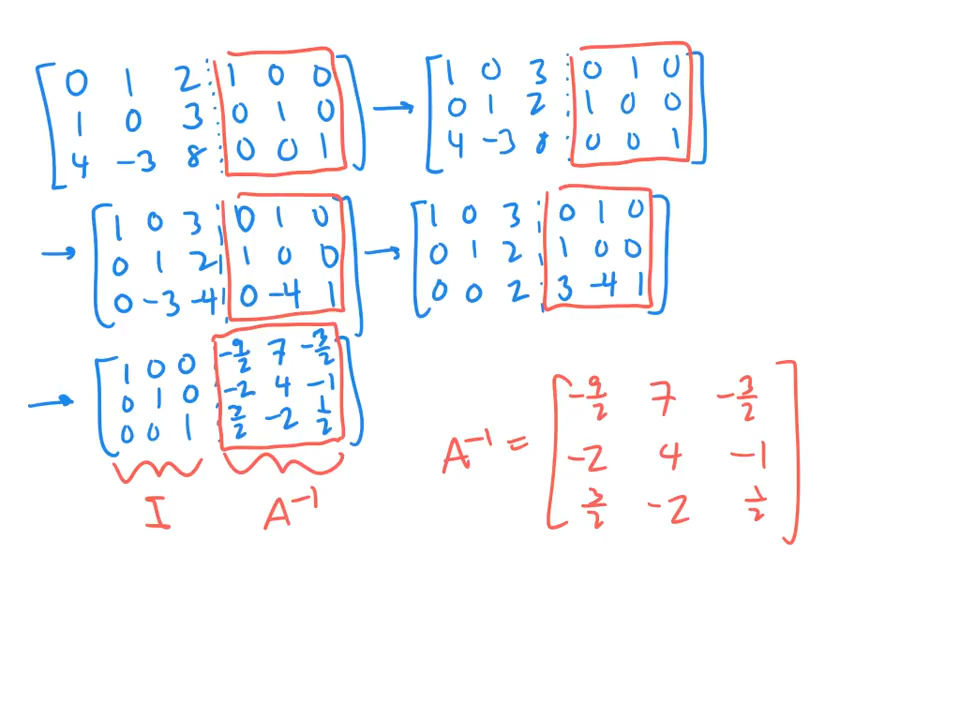 [ 0 1 2 ⋮ 1 0 0 ] → [ 1 0 3 ⋮ 0 1 0 ]
[ 1 0 3 ⋮ 0 1 0 ] [ 0 1 2 ⋮ 1 0 0 ]
[ 4 -3 8 ⋮ 0 0 1 ] [ 4 -3 8 ⋮ 0 0 1 ]
→ [ 1 0 3 ⋮ 0 1 0 ] → [ 1 0 3 ⋮ 0 1 0 ]
[ 0 1 2 ⋮ 1 0 0 ] [ 0 1 2 ⋮ 1 0 0 ]
[ 0 -3 -4 ⋮ 0 -4 1 ] [ 0 0 2 ⋮ 3 -4 1 ]
→ [ 1 0 0 ⋮ -9/2 7 -3/2 ]
[ 0 1 0 ⋮ -2 4 -1 ]
[ 0 0 1 ⋮ 3/2 -2 1/2 ]
I A⁻¹
A⁻¹ = [ -9/2 7 -3/2 ]
[ -2 4 -1 ]
[ 3/2 -2 1/2 ]